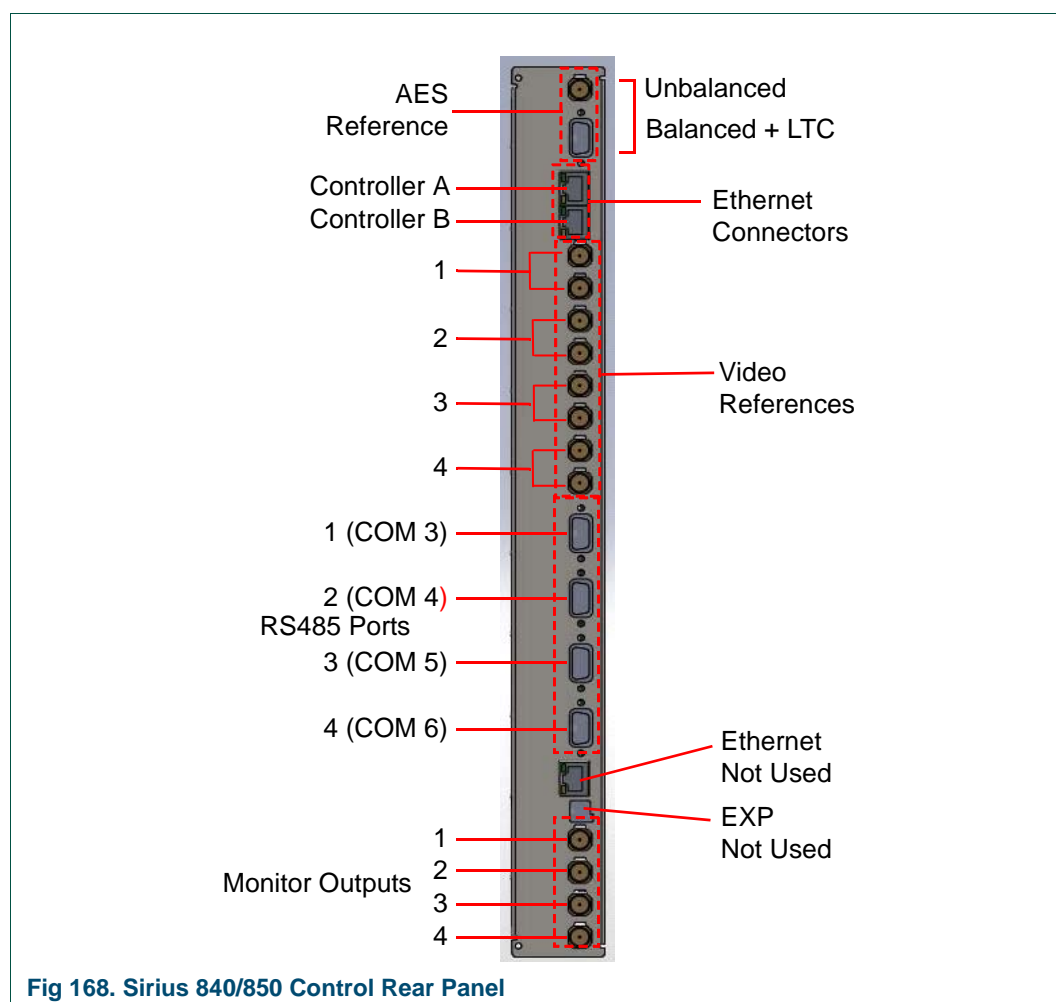 AES
Reference
Unbalanced
Balanced + LTC
Controller A
Controller B
Ethernet
Connectors
1
2
3
4
Video
References
1 (COM 3)
2 (COM 4)
RS485 Ports
3 (COM 5)
4 (COM 6)
Ethernet
Not Used
EXP
Not Used
1
2
Monitor Outputs
3
4
Fig 168. Sirius 840/850 Control Rear Panel